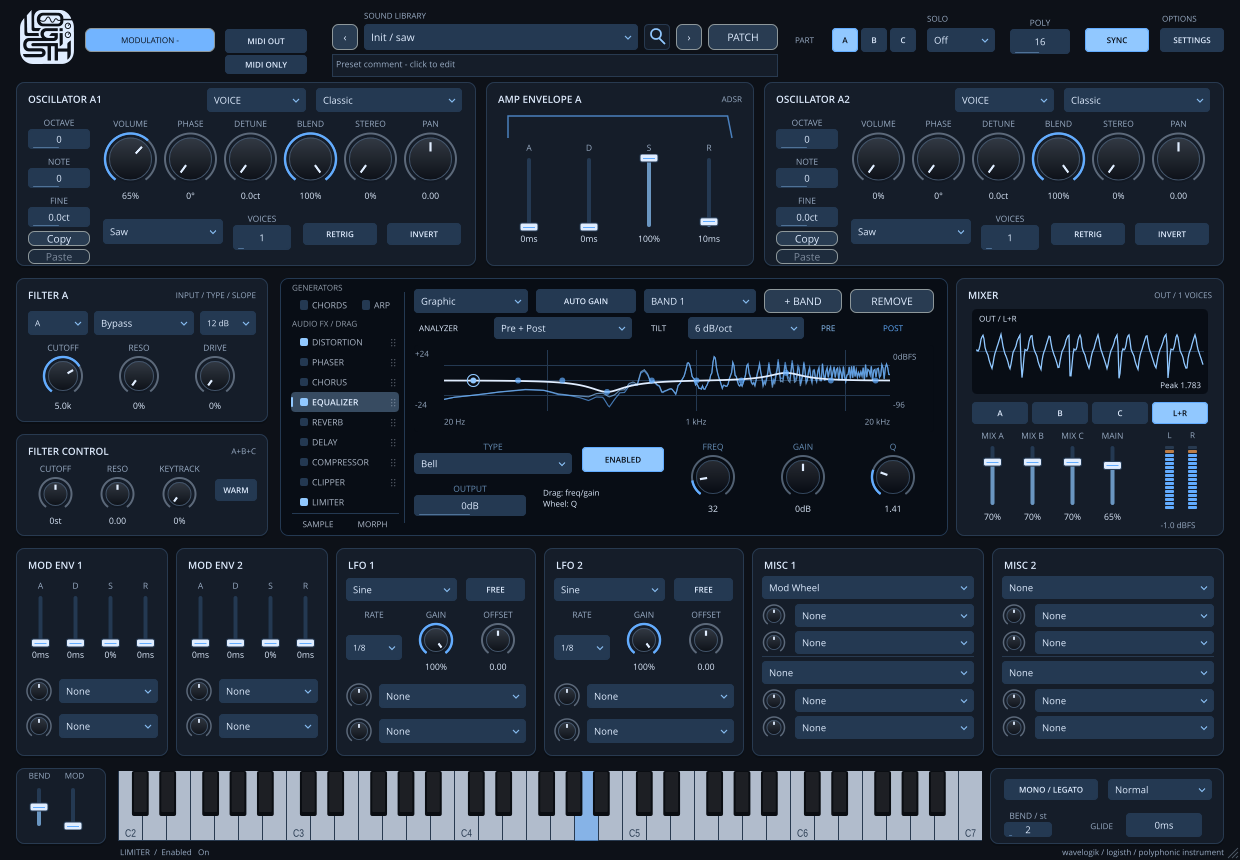 LOGISTH
MODULATION -
MIDI OUT
MIDI ONLY
SOUND LIBRARY
‹ Init / saw › PATCH
Preset comment - click to edit
PART A B C
SOLO
Off
POLY
16
SYNC
OPTIONS
SETTINGS
OSCILLATOR A1 VOICE Classic
OCTAVE VOLUME PHASE DETUNE BLEND STEREO PAN
0
NOTE
0
65% 0° 0.0ct 100% 0% 0.00
FINE
0.0ct
Copy
Paste
Saw
VOICES
1
RETRIG INVERT
AMP ENVELOPE A ADSR
A D S R
0ms 0ms 100% 10ms
OSCILLATOR A2 VOICE Classic
OCTAVE VOLUME PHASE DETUNE BLEND STEREO PAN
0
NOTE
0
0% 0° 0.0ct 100% 0% 0.00
FINE
0.0ct
Copy
Paste
Saw
VOICES
1
RETRIG INVERT
FILTER A INPUT / TYPE / SLOPE
A Bypass 12 dB
CUTOFF RESO DRIVE
5.0k 0% 0%
FILTER CONTROL A+B+C
CUTOFF RESO KEYTRACK
WARM
0st 0.00 0%
GENERATORS
CHORDS ARP
AUDIO FX / DRAG
DISTORTION
PHASER
CHORUS
EQUALIZER
REVERB
DELAY
COMPRESSOR
CLIPPER
LIMITER
SAMPLE MORPH
Graphic AUTO GAIN BAND 1 + BAND REMOVE
ANALYZER Pre + Post TILT 6 dB/oct PRE POST
+24 0dBFS
-24 -96
20 Hz 1 kHz 20 kHz
TYPE
Bell
ENABLED
OUTPUT
0dB
Drag: freq/gain
Wheel: Q
FREQ GAIN Q
32 0dB 1.41
MIXER OUT / 1 VOICES
OUT / L+R
Peak 1.783
A B C L+R
MIX A MIX B MIX C MAIN L R
70% 70% 70% 65%
-1.0 dBFS
MOD ENV 1
A D S R
0ms 0ms 0% 0ms
None
None
MOD ENV 2
A D S R
0ms 0ms 0% 0ms
None
None
LFO 1
Sine FREE
RATE GAIN OFFSET
1/8
100% 0.00
None
None
LFO 2
Sine FREE
RATE GAIN OFFSET
1/8
100% 0.00
None
None
MISC 1
Mod Wheel
None
None
None
None
None
MISC 2
None
None
None
None
None
None
BEND MOD
C2 C3 C4 C5 C6 C7
MONO / LEGATO Normal
BEND / st
2
GLIDE 0ms
LIMITER / Enabled On
wavelogik / logisth / polyphonic instrument